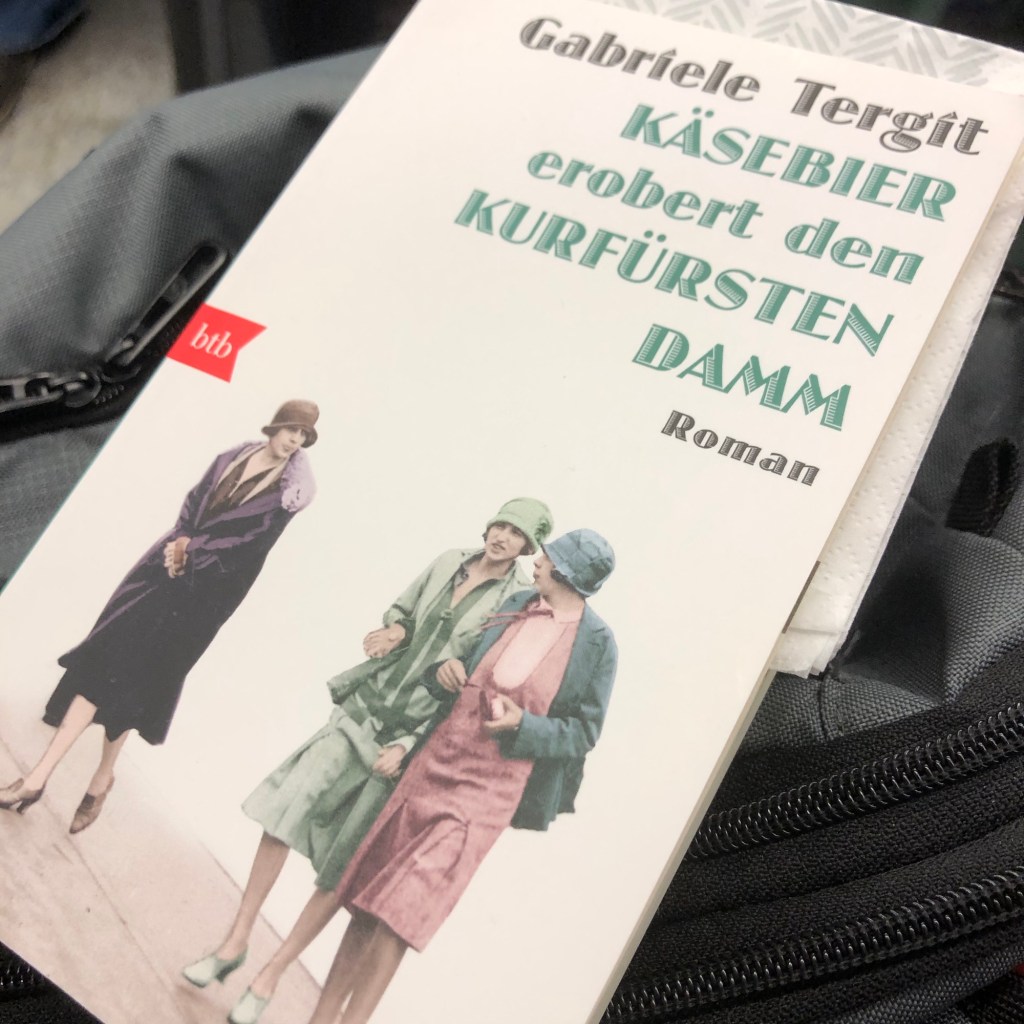 Gabriele Tergit
KÄSEBIER
erobert den
KURFÜRSTEN
DAMM
Roman
btb